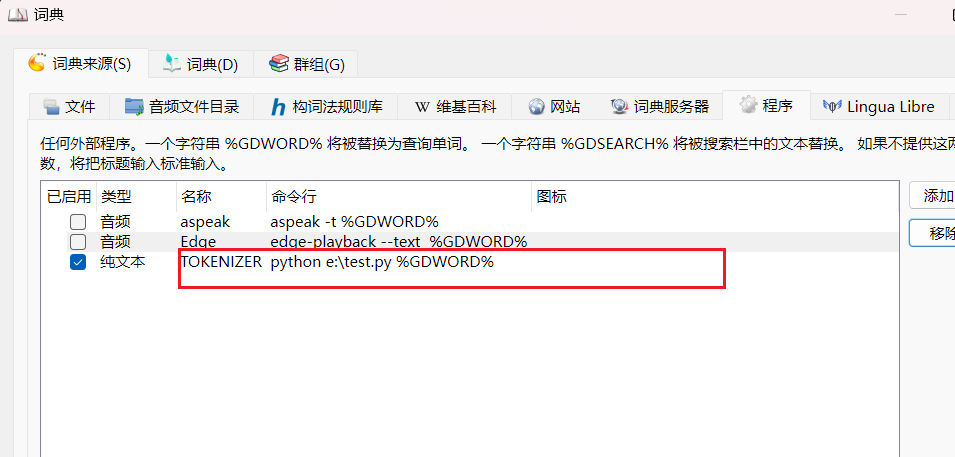 词典
词典来源(S) 词典(D) 群组(G)
文件 音频文件目录 构词法规则库 W 维基百科 网站 词典服务器 程序 Lingua Libre
任何外部程序。一个字符串 %GDWORD% 将被替换为查询单词。 一个字符串 %GDSEARCH% 将被搜索栏中的文本替换。 如果不提供这两
数，将把标题输入标准输入。
已启用 类型 名称 命令行 图标
音频 aspeak aspeak -t %GDWORD%
音频 Edge edge-playback --text %GDWORD%
纯文本 TOKENIZER python e:\test.py %GDWORD%
添加
移除